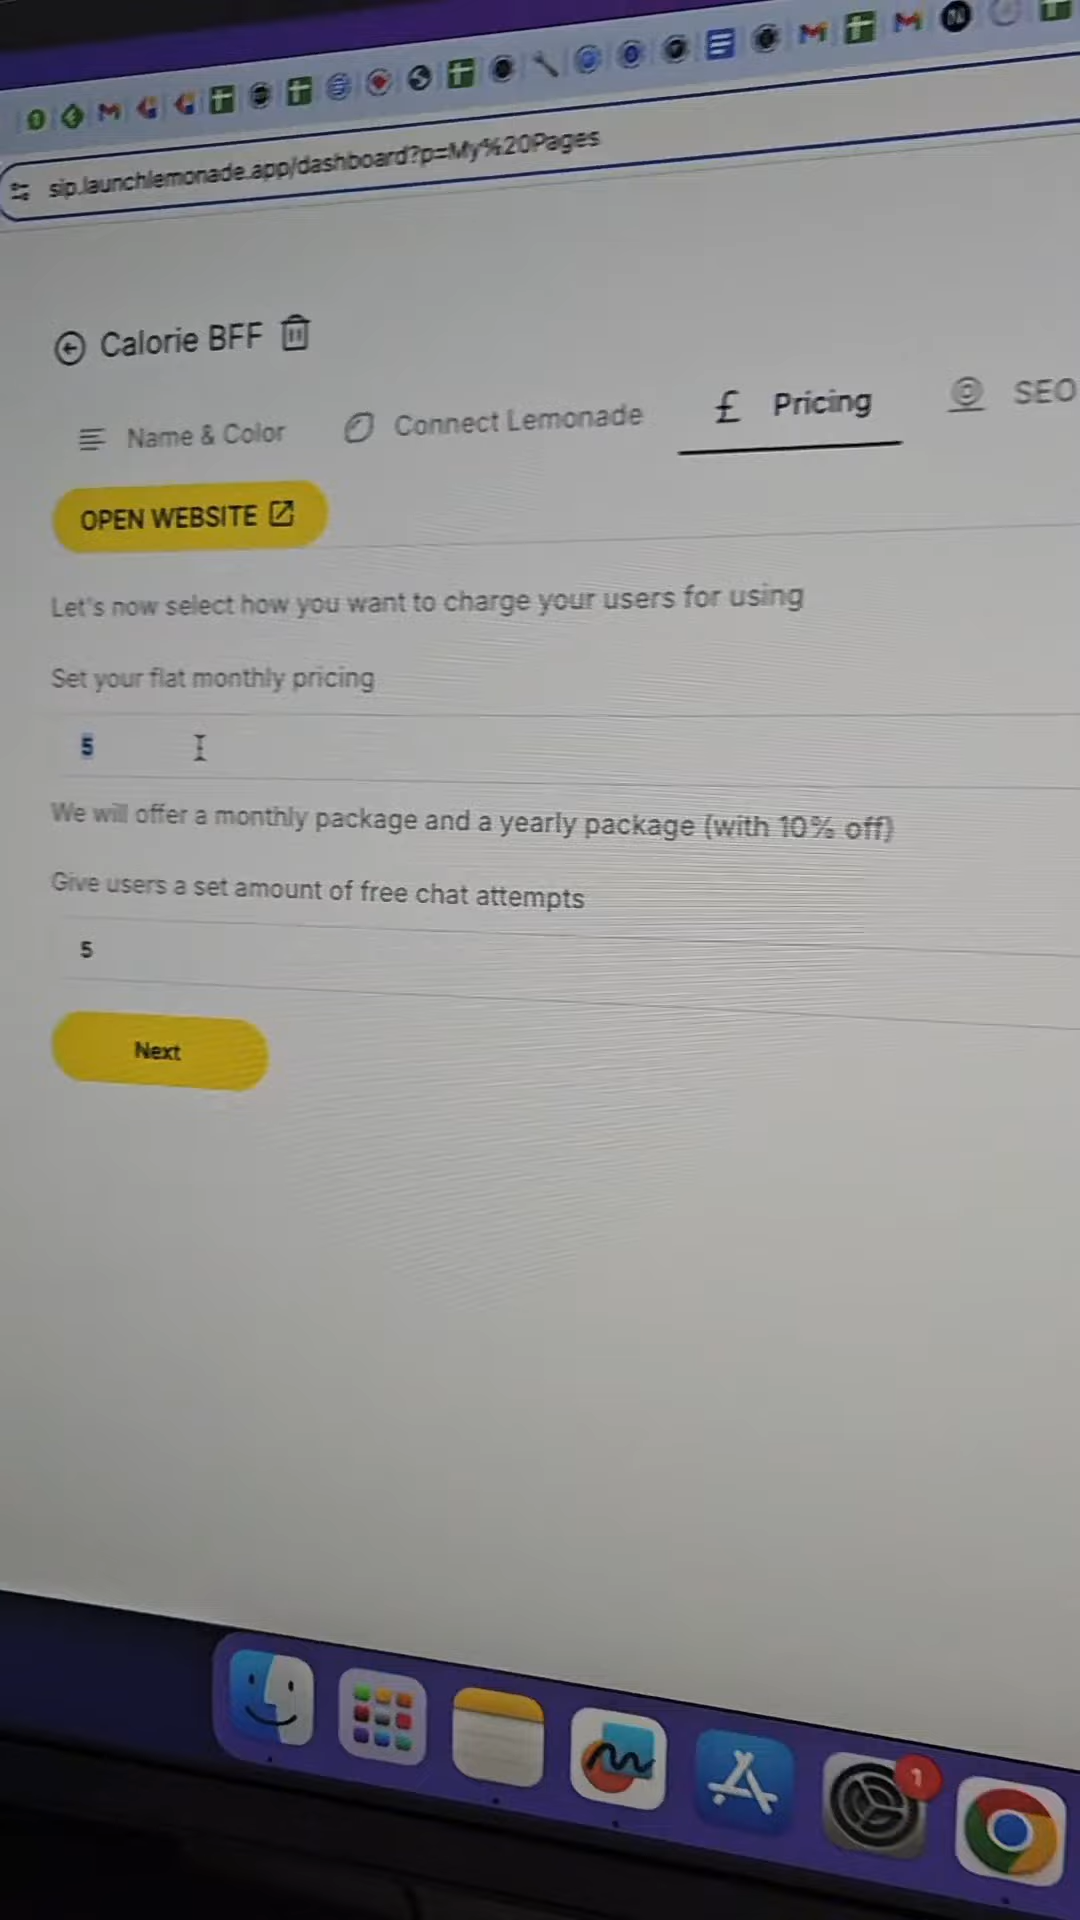 sip.launchlemonade.app/dashboard?p=My%20Pages
Calorie BFF
Name & Color
Connect Lemonade
£ Pricing
SEO
OPEN WEBSITE
Let's now select how you want to charge your users for using
Set your flat monthly pricing
5
We will offer a monthly package and a yearly package (with 10% off)
Give users a set amount of free chat attempts
5
Next
1